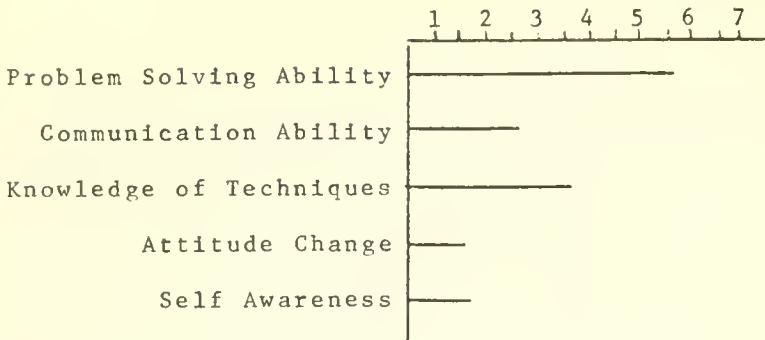 1 2 3 4 5 6 7
Problem Solving Ability
Communication Ability
Knowledge of Techniques
Attitude Change
Self Awareness